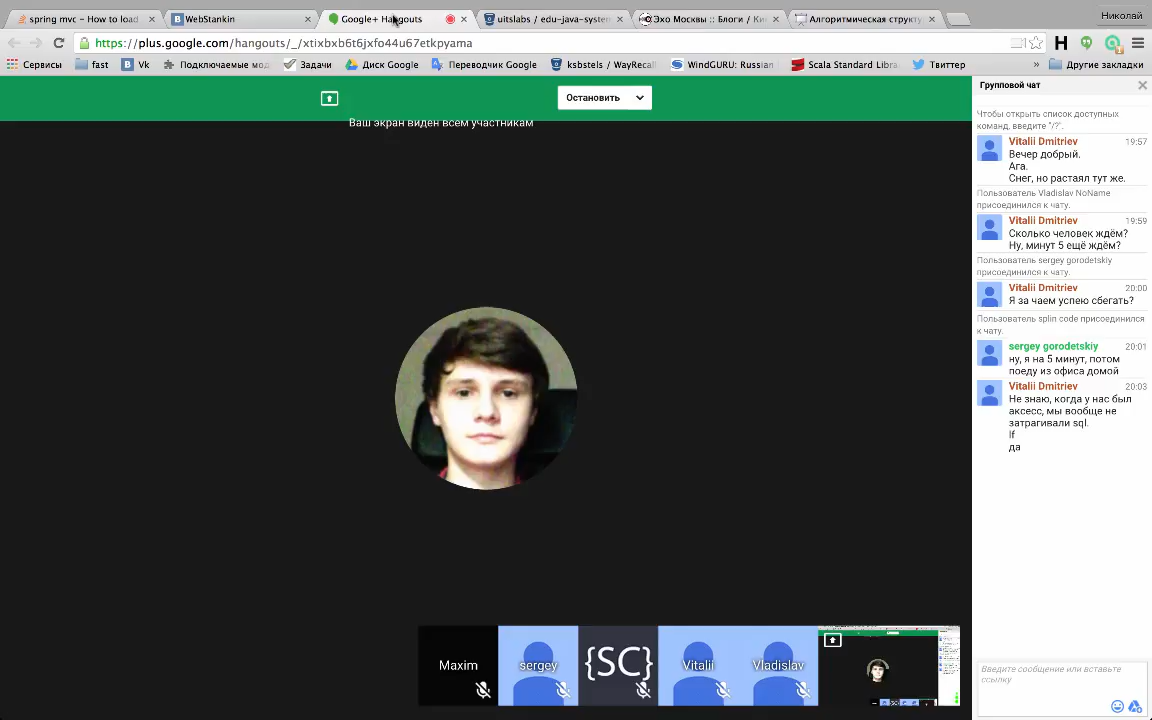 spring mvc - How to load
WebStankin
Google+ Hangouts
uitslabs / edu-java-system
Эхо Москвы :: Блоги / Ки
Алгоритмическая структу
Николай
https://plus.google.com/hangouts/_/xtixbxb6t6jxfo44u67etkpyama
Сервисы
fast
Vk
Подключаемые мод
Задачи
Диск Google
Переводчик Google
ksbstels / WayRecall
WindGURU: Russian
Scala Standard Libra
Твиттер
»
Другие закладки
Остановить
Ваш экран виден всем участникам
Групповой чат
Чтобы открыть список доступных
команд, введите "/?".
Vitalii Dmitriev 19:57
Вечер добрый.
Ага.
Снег, но растаял тут же.
Пользователь Vladislav NoName
присоединился к чату.
Vitalii Dmitriev 19:59
Сколько человек ждём?
Ну, минут 5 ещё ждём?
Пользователь sergey gorodetskiy
присоединился к чату.
Vitalii Dmitriev 20:00
Я за чаем успею сбегать?
Пользователь splin code присоединился
к чату.
sergey gorodetskiy 20:01
ну, я на 5 минут, потом
поеду из офиса домой
Vitalii Dmitriev 20:03
Не знаю, когда у нас был
аксесс, мы вообще не
затрагивали sql.
lf
да
Maxim
sergey
{SC}
Vitalii
Vladislav
Введите сообщение или вставьте
ссылку